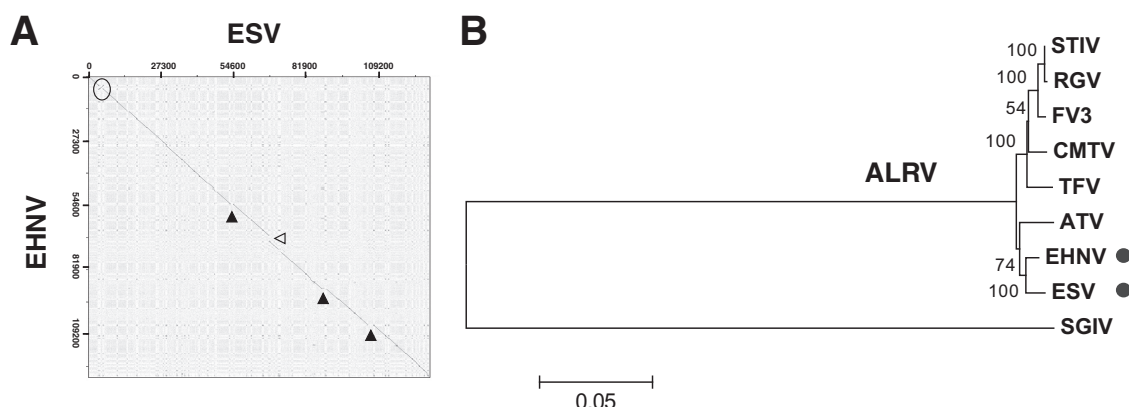 A
ESV
0 27300 54600 81900 109200
EHNV
0
27300
54600
81900
109200
B
STIV
100
RGV
100
FV3
54
CMTV
100
TFV
ALRV
ATV
EHNV
74
ESV
100
SGIV
0.05